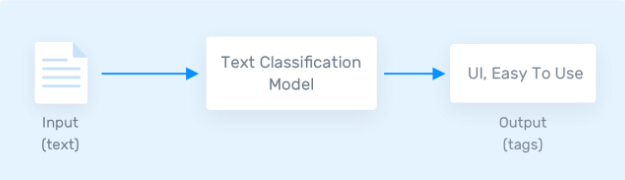 Text Classification
Model
UI, Easy To Use
Input
(text)
Output
(tags)